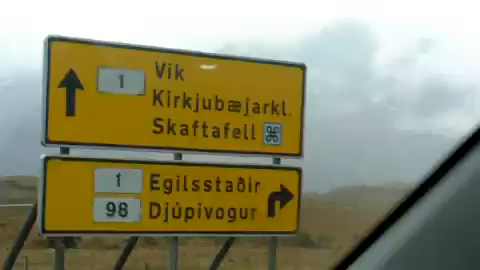 1 Vik
Kirkjubæjarkl.
Skaftafell ⌘
1 Egilsstaðir
98 Djúpivogur